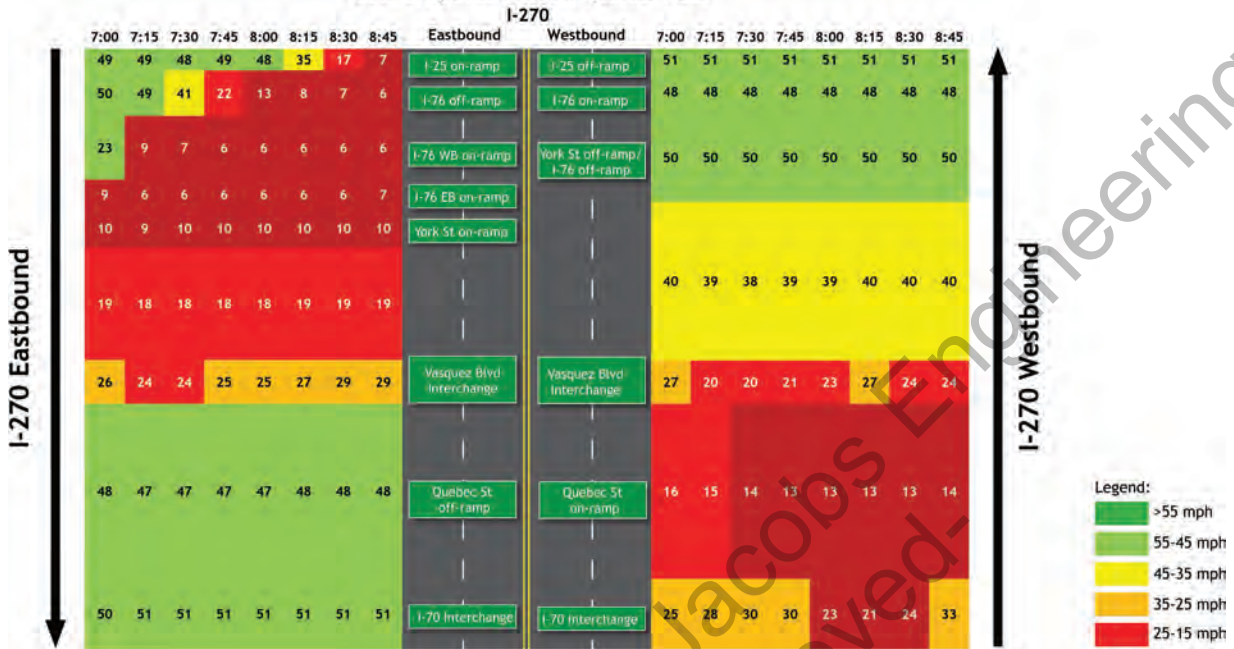 I-270
7:00 7:15 7:30 7:45 8:00 8:15 8:30 8:45 Eastbound Westbound 7:00 7:15 7:30 7:45 8:00 8:15 8:30 8:45
49 49 48 49 48 35 17 7 I-25 on-ramp I-25 off-ramp 51 51 51 51 51 51 51 51
50 49 41 22 13 8 7 6 I-76 off-ramp I-76 on-ramp 48 48 48 48 48 48 48 48
23 9 7 6 6 6 6 6 I-76 WB on-ramp York St off-ramp/
I-76 off-ramp 50 50 50 50 50 50 50 50
9 6 6 6 6 6 6 7 I-76 EB on-ramp
10 9 10 10 10 10 10 10 York St on-ramp
19 18 18 18 18 19 19 19 40 39 38 39 39 40 40 40
26 24 24 25 25 27 29 29 Vasquez Blvd
Interchange Vasquez Blvd
Interchange 27 20 20 21 23 27 24 24
48 47 47 47 47 48 48 48 Quebec St
off-ramp Quebec St
on-ramp 16 15 14 13 13 13 13 14
50 51 51 51 51 51 51 51 I-70 Interchange I-70 Interchange 25 28 30 30 23 21 24 33
I-270 Eastbound
I-270 Westbound
Legend:
>55 mph
55-45 mph
45-35 mph
35-25 mph
25-15 mph
Jacobs Engineering